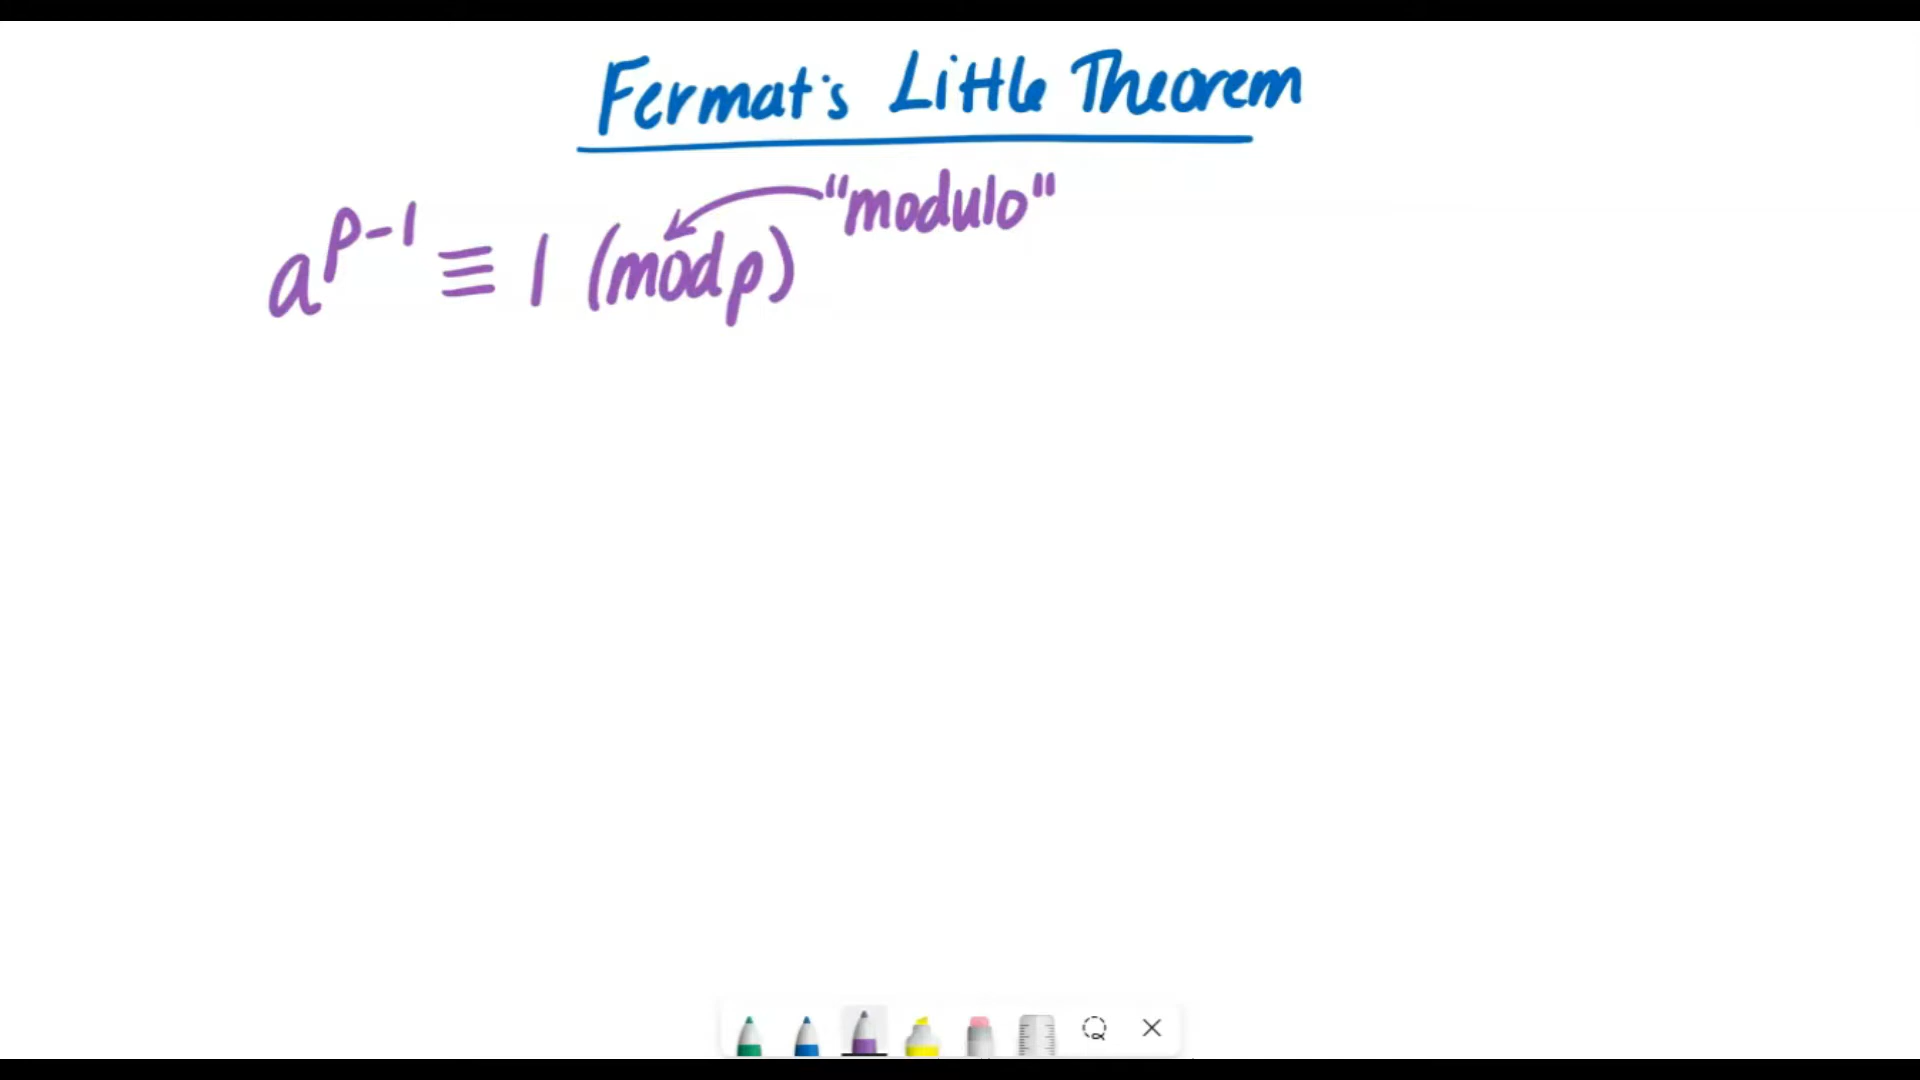 Fermat's Little Theorem
"modulo"
a^{p-1} ≡ 1 (mod p)